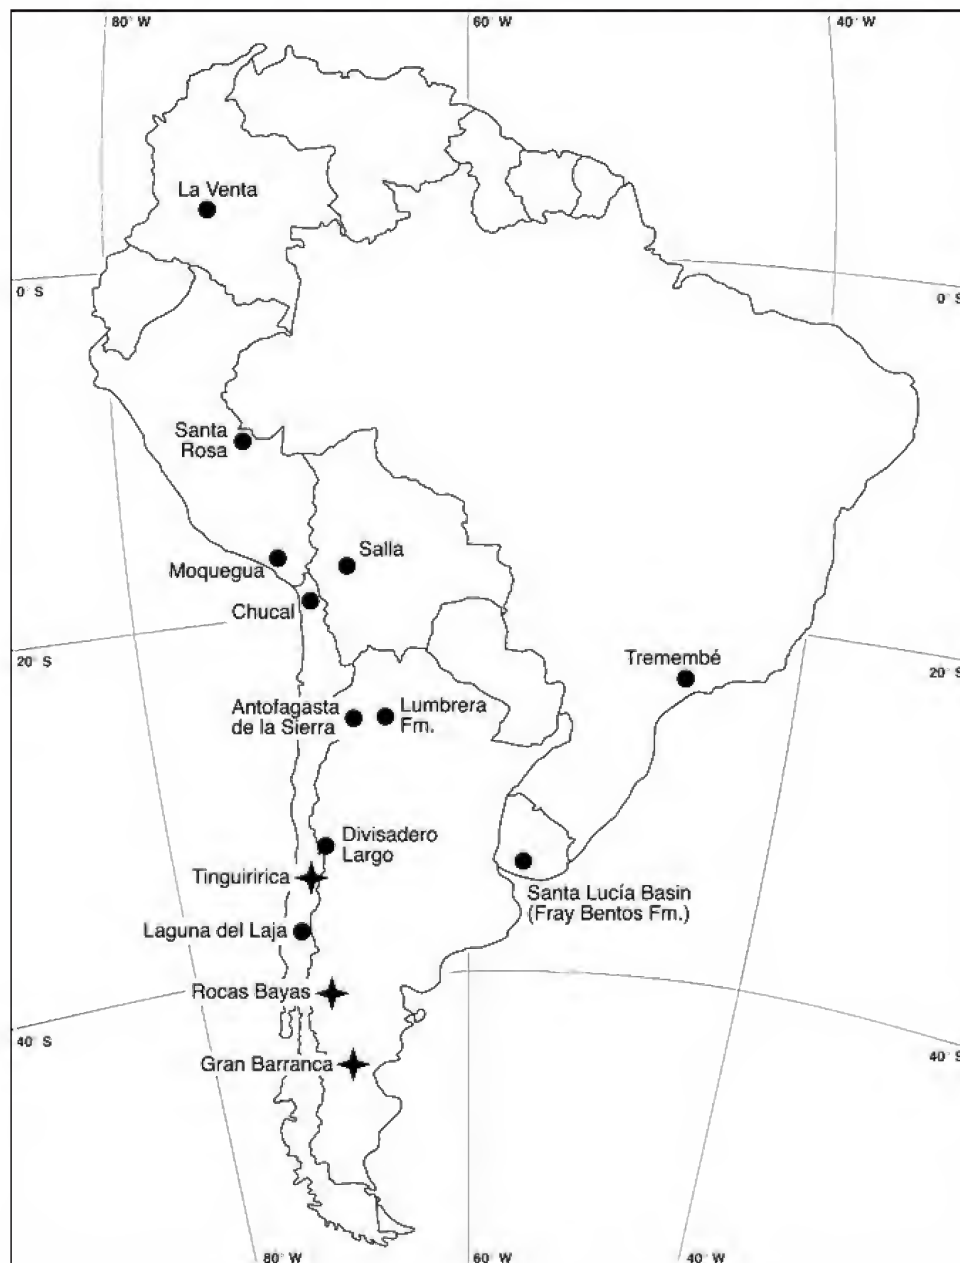 80° W
60° W
40° W
La Venta
0° S
0° S
Santa
Rosa
Salla
Moquegua
Chucal
20° S
Tremembé
20° S
Antofagasta
de la Sierra
Lumbrera
Fm.
Divisadero
Largo
Tinguiririca
Santa Lucía Basin
(Fray Bentos Fm.)
Laguna del Laja
Rocas Bayas
40° S
40° S
Gran Barranca
80° W
60° W
40° W